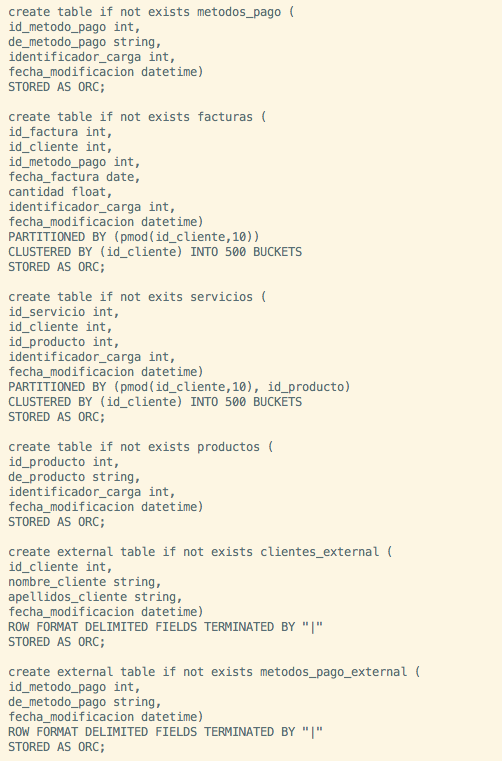 create table if not exists metodos_pago (
id_metodo_pago int,
de_metodo_pago string,
identificador_carga int,
fecha_modificacion datetime)
STORED AS ORC;

create table if not exists facturas (
id_factura int,
id_cliente int,
id_metodo_pago int,
fecha_factura date,
cantidad float,
identificador_carga int,
fecha_modificacion datetime)
PARTITIONED BY (pmod(id_cliente,10))
CLUSTERED BY (id_cliente) INTO 500 BUCKETS
STORED AS ORC;

create table if not exits servicios (
id_servicio int,
id_cliente int,
id_producto int,
identificador_carga int,
fecha_modificacion datetime)
PARTITIONED BY (pmod(id_cliente,10), id_producto)
CLUSTERED BY (id_cliente) INTO 500 BUCKETS
STORED AS ORC;

create table if not exists productos (
id_producto int,
de_producto string,
identificador_carga int,
fecha_modificacion datetime)
STORED AS ORC;

create external table if not exists clientes_external (
id_cliente int,
nombre_cliente string,
apellidos_cliente string,
fecha_modificacion datetime)
ROW FORMAT DELIMITED FIELDS TERMINATED BY "|"
STORED AS ORC;

create external table if not exists metodos_pago_external (
id_metodo_pago int,
de_metodo_pago string,
fecha_modificacion datetime)
ROW FORMAT DELIMITED FIELDS TERMINATED BY "|"
STORED AS ORC;